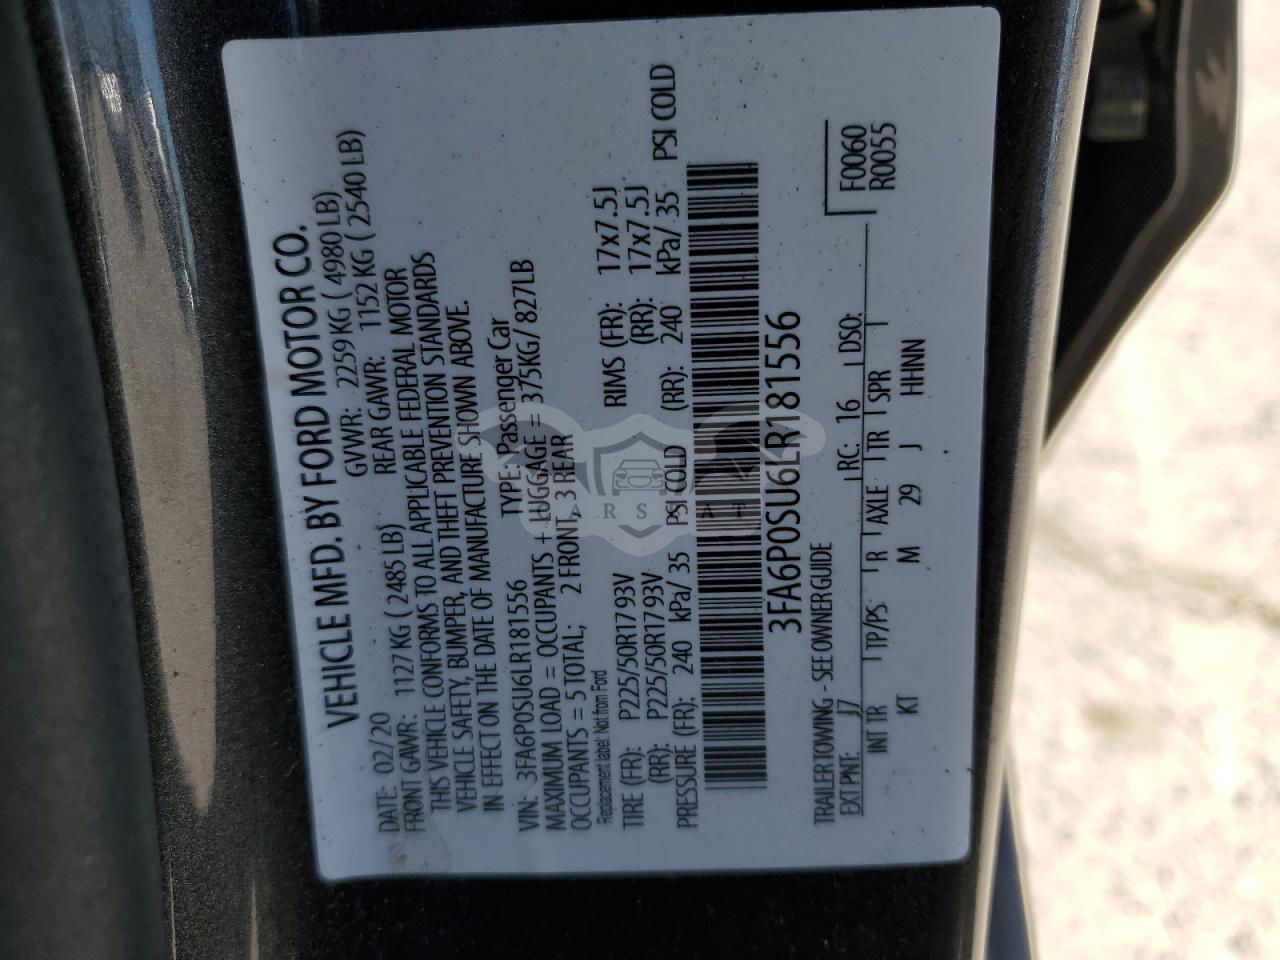 VEHICLE MFD. BY FORD MOTOR CO.
DATE: 02/20 GVWR: 2259 KG ( 4980 LB)
FRONT GAWR: 1127 KG ( 2485 LB) REAR GAWR: 1152 KG ( 2540 LB)
THIS VEHICLE CONFORMS TO ALL APPLICABLE FEDERAL MOTOR
VEHICLE SAFETY, BUMPER, AND THEFT PREVENTION STANDARDS
IN EFFECT ON THE DATE OF MANUFACTURE SHOWN ABOVE.
VIN: 3FA6P0SU6LR181556 TYPE: Passenger Car
MAXIMUM LOAD = OCCUPANTS + LUGGAGE = 375KG/ 827LB
OCCUPANTS = 5 TOTAL; 2 FRONT, 3 REAR
Replacement label: Not from Ford
TIRE (FR): P225/50R17 93V RIMS (FR): 17x7.5J
(RR): P225/50R17 93V (RR): 17x7.5J
PRESSURE (FR): 240 kPa/ 35 PSI COLD (RR): 240 kPa/ 35 PSI COLD
3FA6P0SU6LR181556
TRAILER TOWING - SEE OWNER GUIDE
EXT PNT: J7 RC: 16 DSO: F0060
INT TR TP/PS R AXLE TR SPR R0055
KT M 29 J HHNN